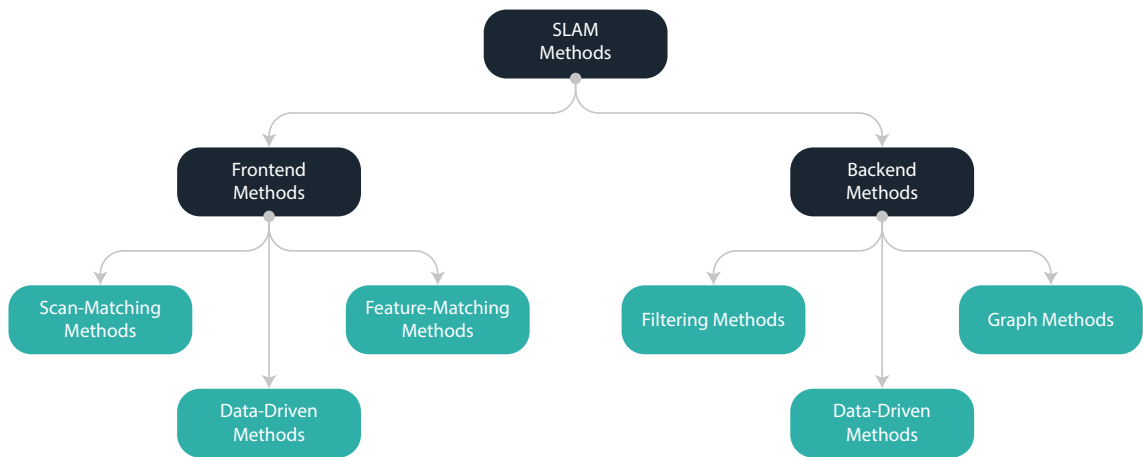 SLAM
Methods
Frontend
Methods
Backend
Methods
Scan-Matching
Methods
Feature-Matching
Methods
Filtering Methods
Graph Methods
Data-Driven
Methods
Data-Driven
Methods